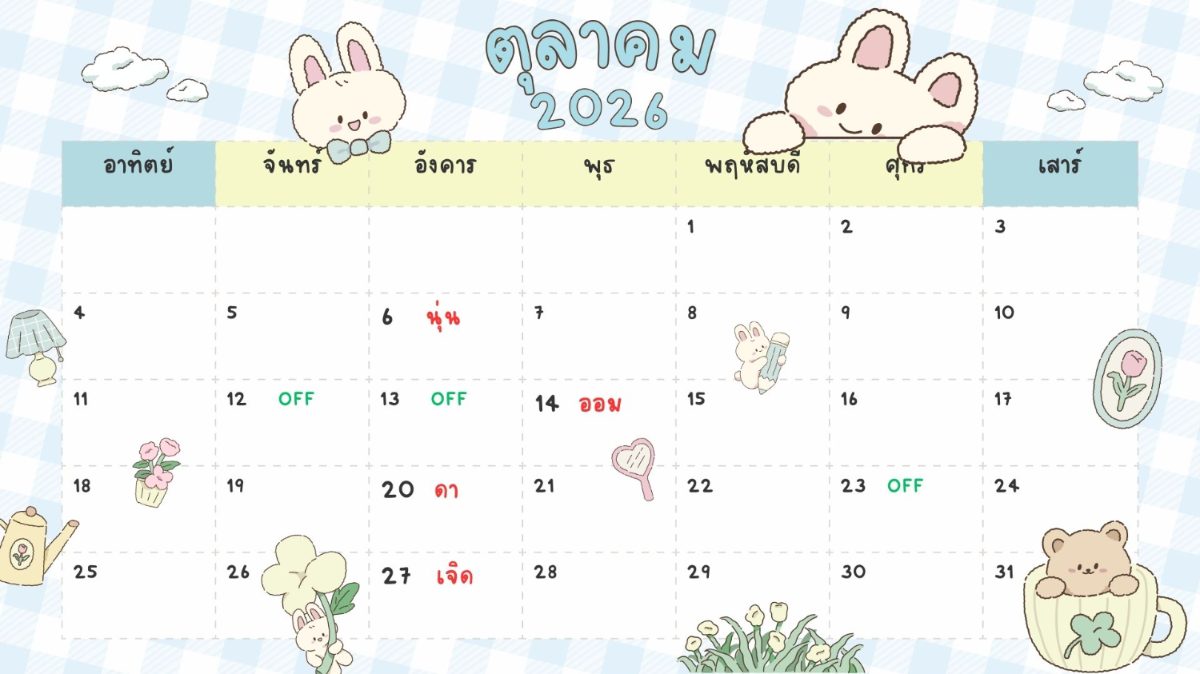 ตุลาคม
2026
อาทิตย์ จันทร์ อังคาร พุธ พฤหัสบดี ศุกร์ เสาร์
1 2 3
4 5 6 นุ่น 7 8 9 10
11 12 OFF 13 OFF 14 ออม 15 16 17
18 19 20 ดา 21 22 23 OFF 24
25 26 27 เจิด 28 29 30 31